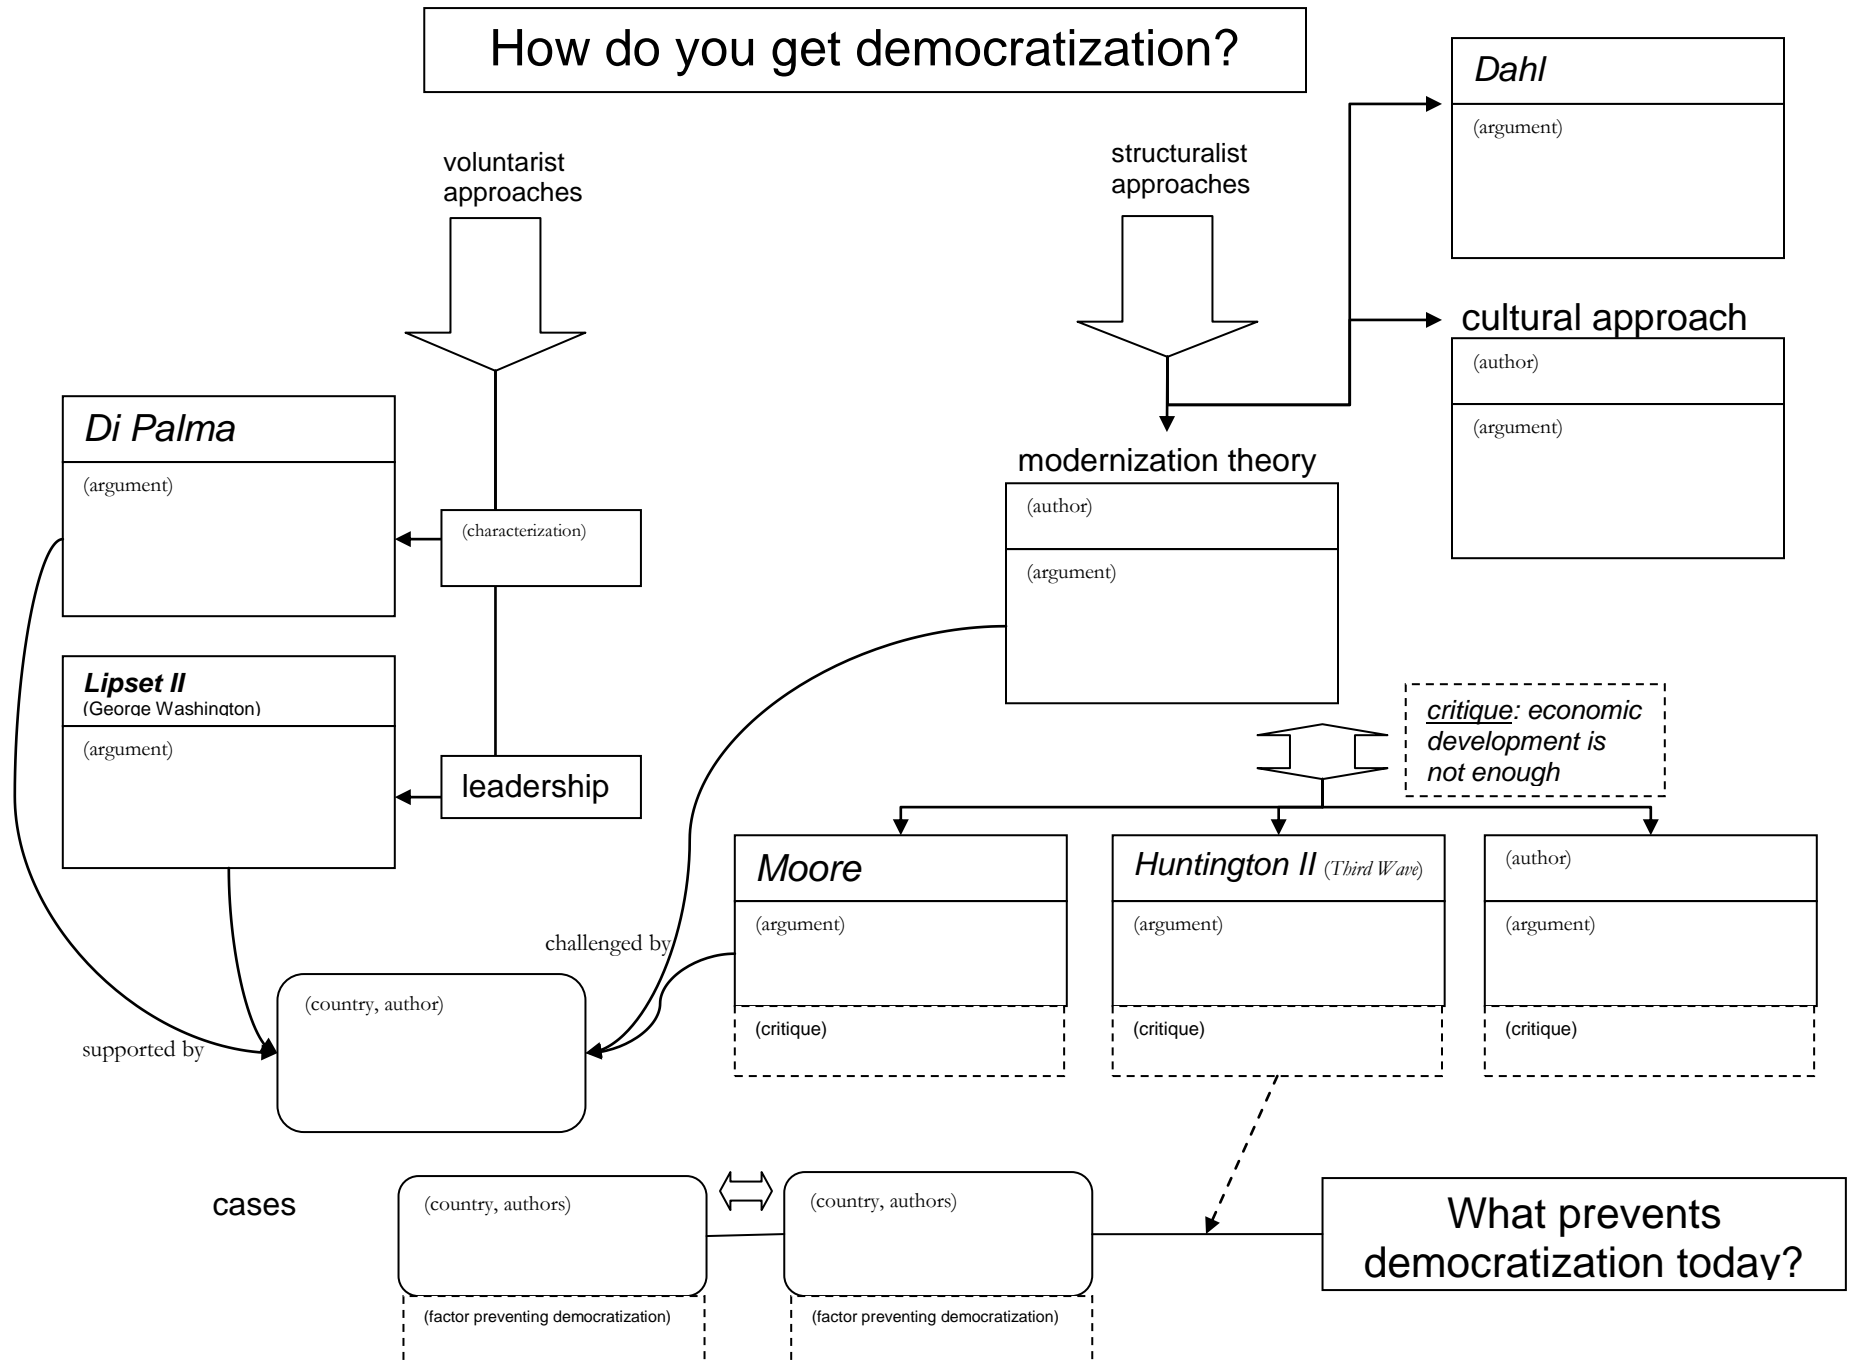 How do you get democratization?
Dahl
(argument)
voluntarist
approaches
structuralist
approaches
cultural approach
(author)
(argument)
Di Palma
(argument)
(characterization)
modernization theory
(author)
(argument)
Lipset II
(George Washington)
(argument)
leadership
critique: economic
development is
not enough
Moore
(argument)
(critique)
Huntington II (Third Wave)
(argument)
(critique)
(author)
(argument)
(critique)
challenged by
supported by
(country, author)
cases
(country, authors)
(factor preventing democratization)
(country, authors)
(factor preventing democratization)
What prevents
democratization today?